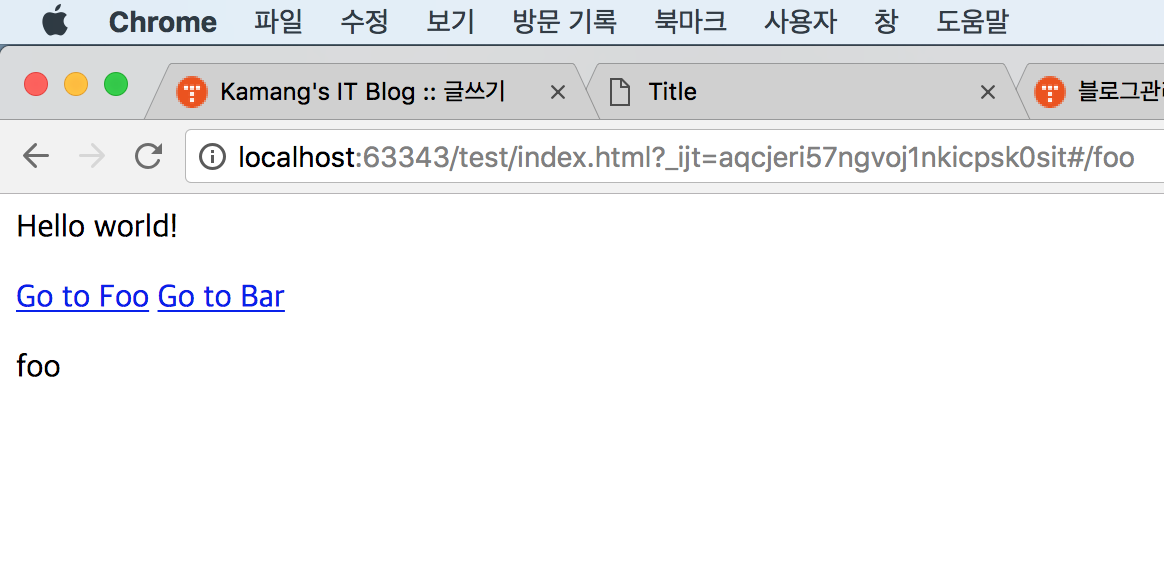 Chrome 파일 수정 보기 방문 기록 북마크 사용자 창 도움말
Kamang's IT Blog :: 글쓰기 Title 블로그관리
localhost:63343/test/index.html?_ijt=aqcjeri57ngvoj1nkicpsk0sit#/foo
Hello world!
Go to Foo Go to Bar
foo